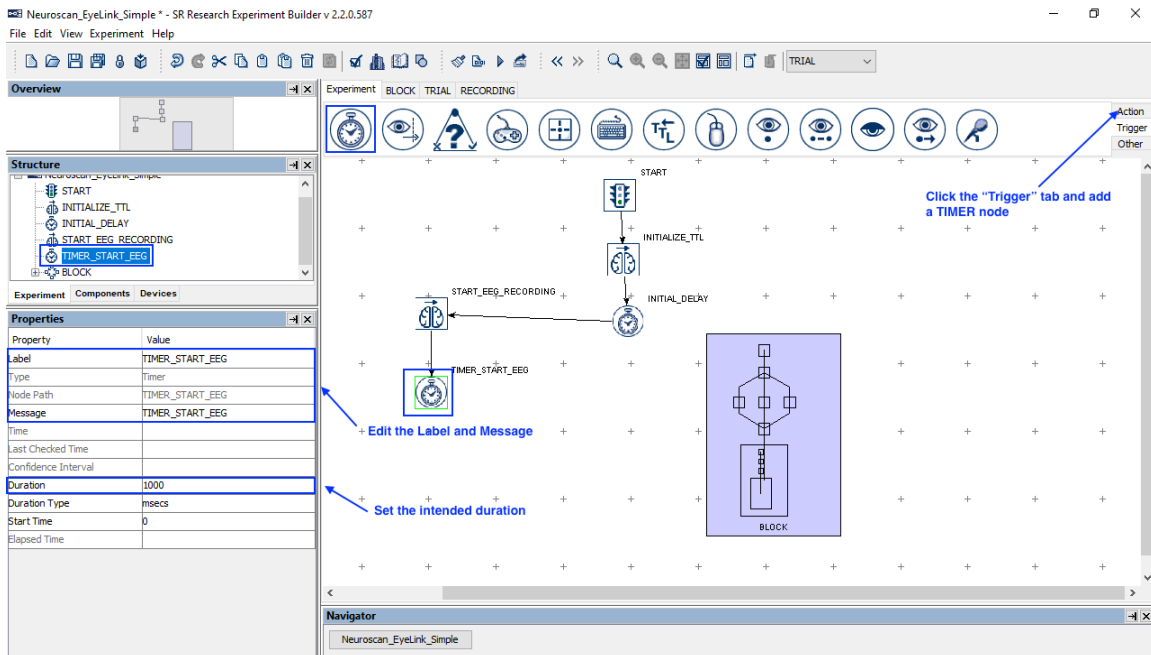 Neuroscan_EyeLink_Simple * - SR Research Experiment Builder v 2.2.0.587
File Edit View Experiment Help
TRIAL
Overview
Structure
START
INITIALIZE_TTL
INITIAL_DELAY
START_EEG_RECORDING
TIMER_START_EEG
BLOCK
Experiment Components Devices
Properties
Property Value
Label TIMER_START_EEG
Type Timer
Node Path TIMER_START_EEG
Message TIMER_START_EEG
Time
Last Checked Time
Confidence Interval
Duration 1000
Duration Type msecs
Start Time 0
Elapsed Time
Experiment BLOCK TRIAL RECORDING
TTL
Action
Trigger
Other
START
Click the “Trigger” tab and add
a TIMER node
INITIALIZE_TTL
START_EEG_RECORDING
INITIAL_DELAY
TIMER_START_EEG
Edit the Label and Message
Set the intended duration
BLOCK
Navigator
Neuroscan_EyeLink_Simple